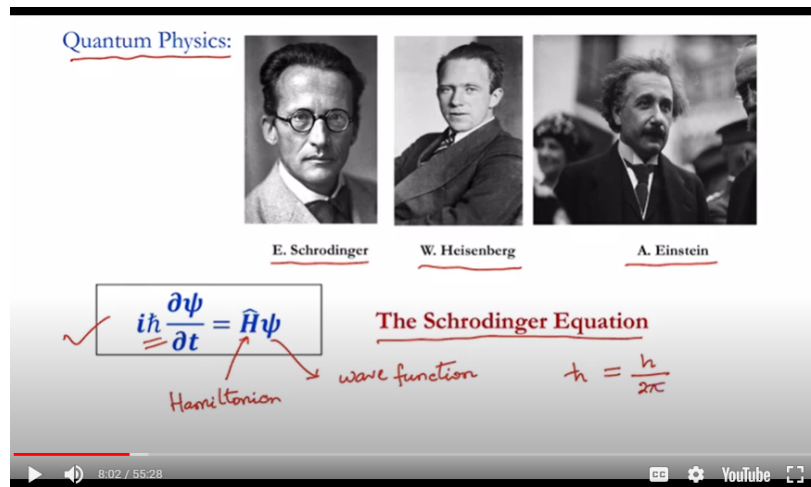 Quantum Physics:
E. Schrodinger
W. Heisenberg
A. Einstein
iℏ ∂ψ/∂t = Ĥψ
The Schrodinger Equation
Hamiltonian
wave function
ℏ = h/2π
8:02 / 55:28
CC
YouTube